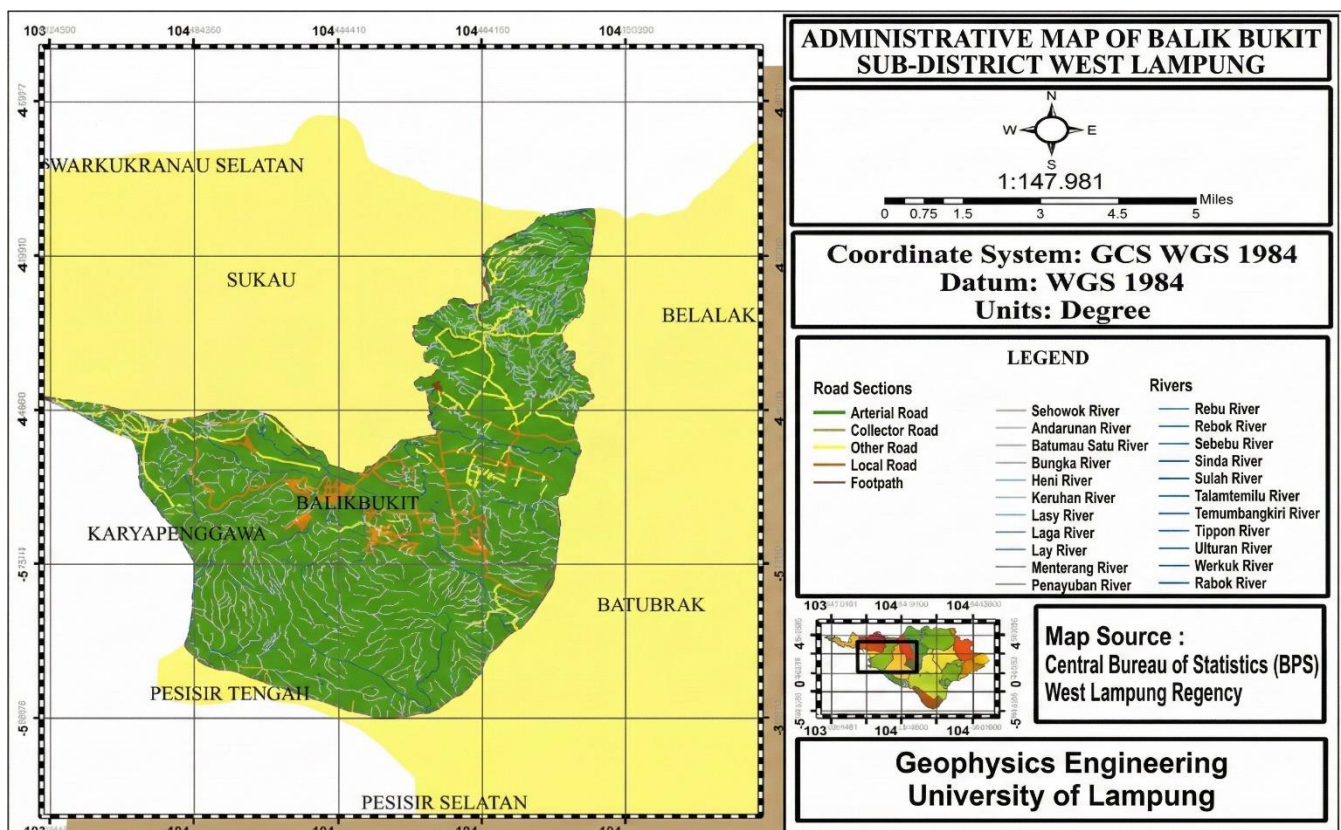 ADMINISTRATIVE MAP OF BALIK BUKIT
SUB-DISTRICT WEST LAMPUNG
N
W E
S
1:147.981
0 0.75 1.5 3 4.5 5 Miles
Coordinate System: GCS WGS 1984
Datum: WGS 1984
Units: Degree
LEGEND
Road Sections
Arterial Road
Collector Road
Other Road
Local Road
Footpath
Rivers
Sehowok River
Andarunan River
Batumau Satu River
Bungka River
Heni River
Keruhan River
Lasy River
Laga River
Lay River
Menterang River
Penayuban River
Rebu River
Rebok River
Sebebu River
Sinda River
Sulah River
Talamtemilu River
Temumbangkiri River
Tippon River
Ulturan River
Werkuk River
Rabok River
Map Source :
Central Bureau of Statistics (BPS)
West Lampung Regency
Geophysics Engineering
University of Lampung
SWARKUKRANAU SELATAN
SUKAU
BELALAK
BALIKBUKIT
KARYAPENGGAWA
BATUBRAK
PESISIR TENGAH
PESISIR SELATAN